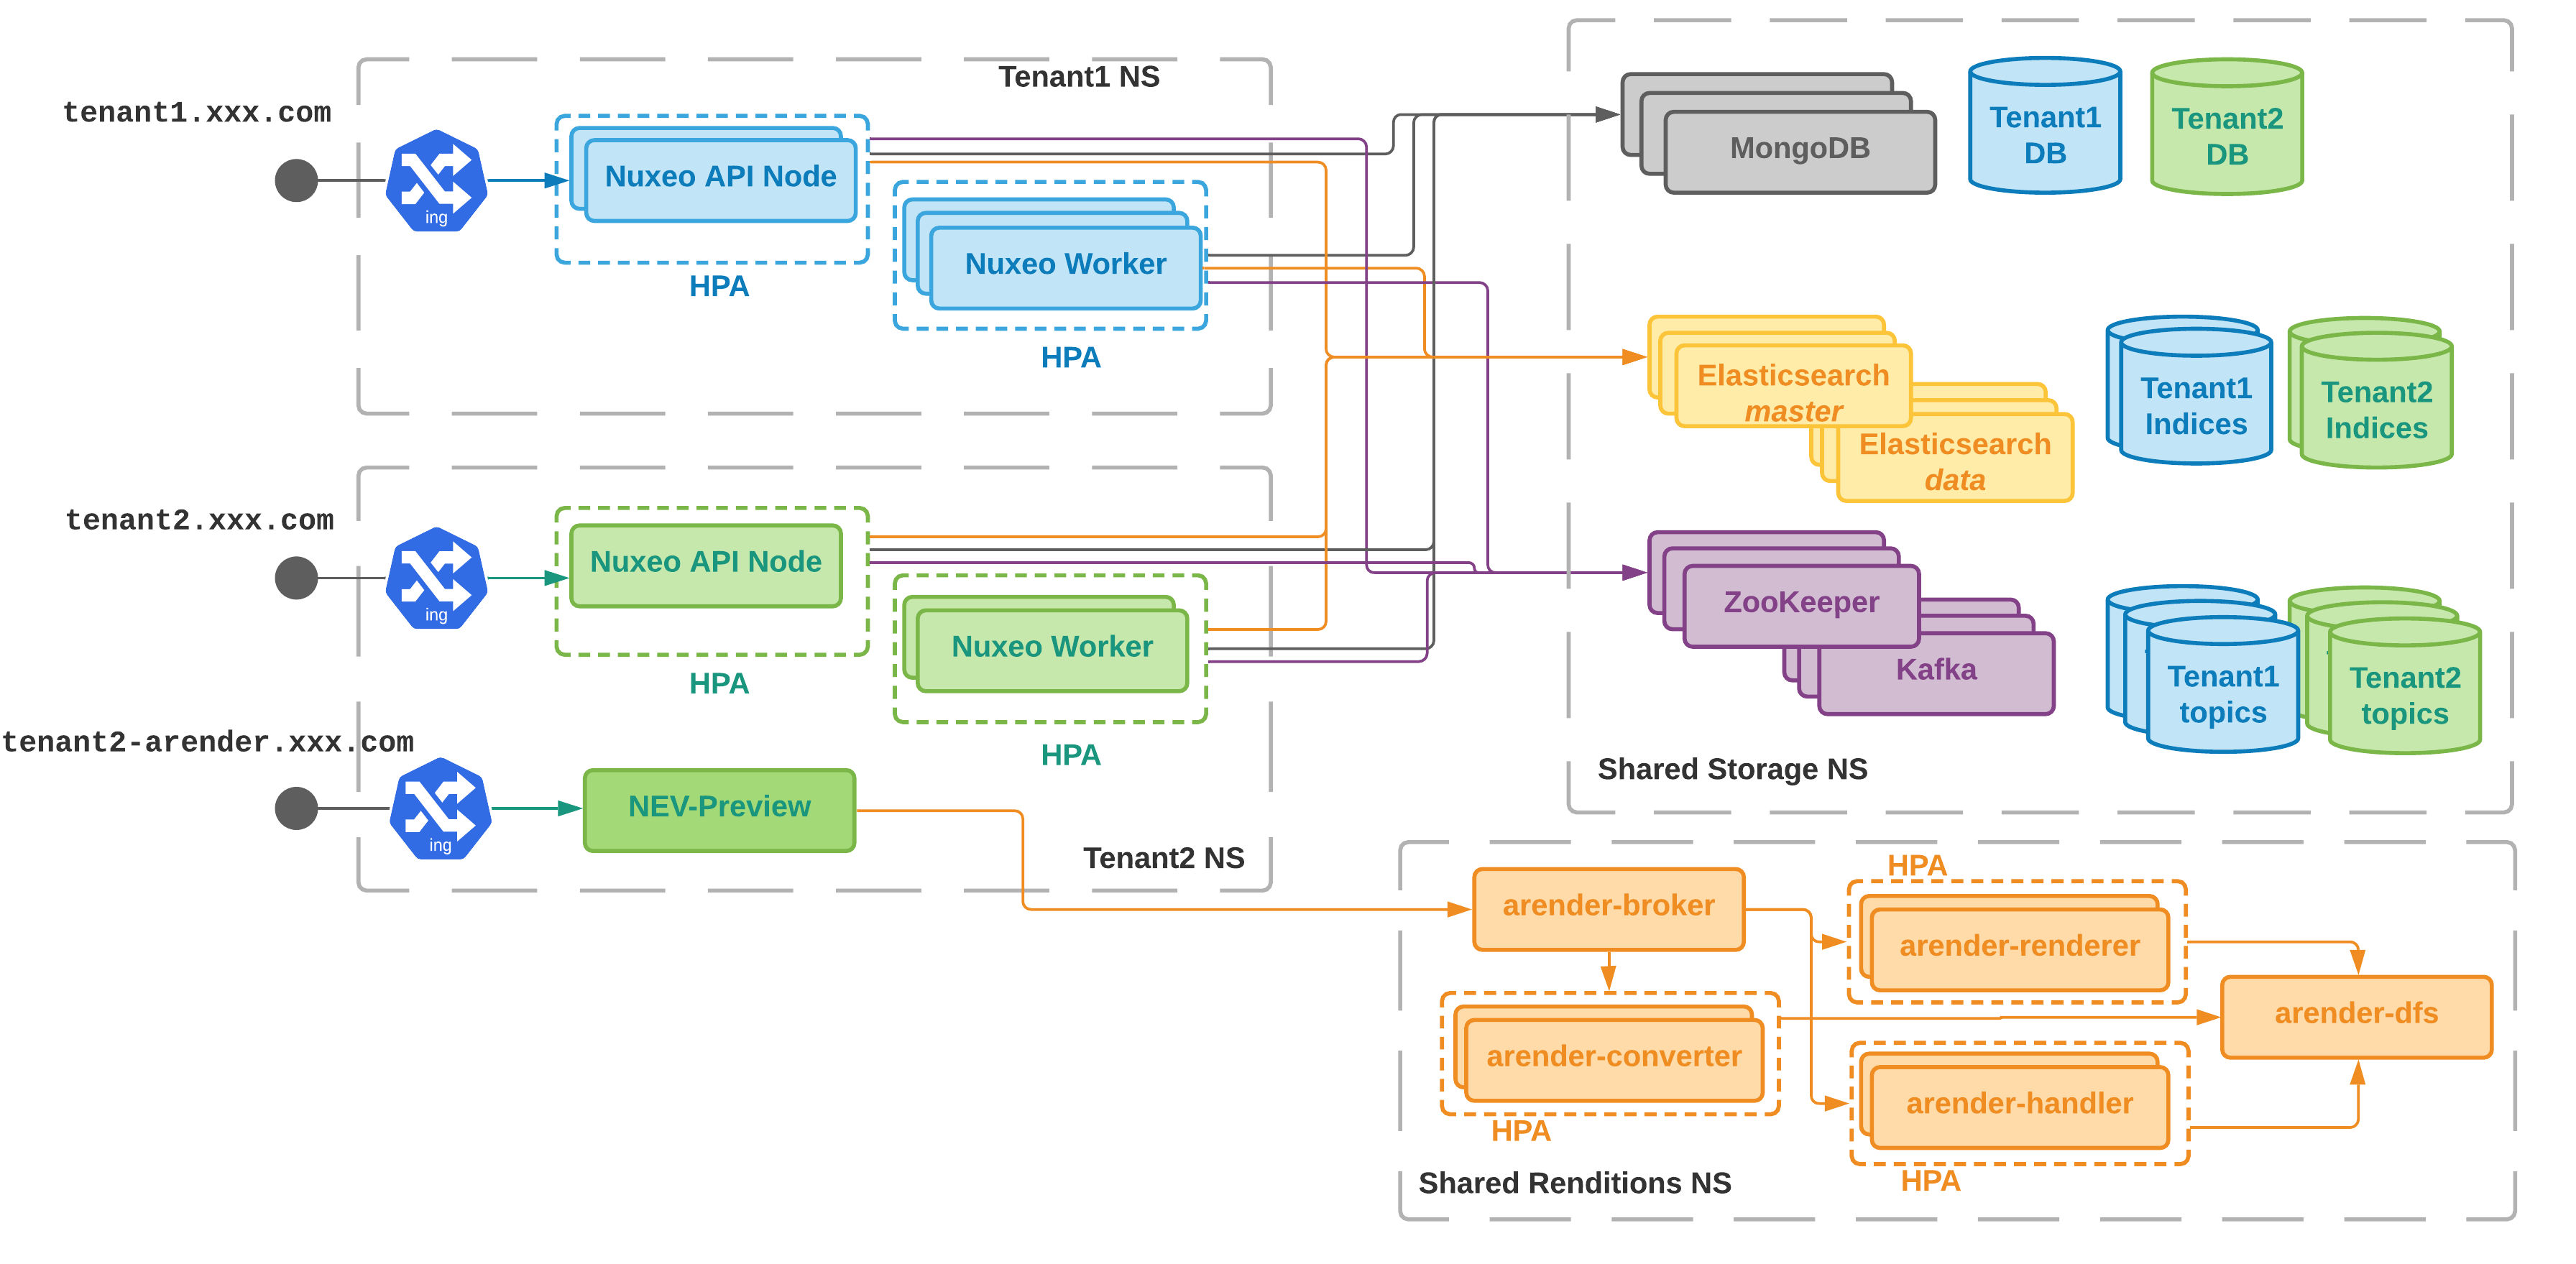 Tenant1 NS
tenant1.xxx.com
ing
Nuxeo API Node
HPA
Nuxeo Worker
HPA
tenant2.xxx.com
ing
Nuxeo API Node
HPA
Nuxeo Worker
HPA
tenant2-arender.xxx.com
ing
NEV-Preview
Tenant2 NS
MongoDB
Tenant1
DB
Tenant2
DB
Elasticsearch
master
Elasticsearch
data
Tenant1
Indices
Tenant2
Indices
ZooKeeper
Kafka
Tenant1
topics
Tenant2
topics
Shared Storage NS
arender-broker
HPA
arender-renderer
arender-dfs
arender-converter
HPA
arender-handler
HPA
Shared Renditions NS